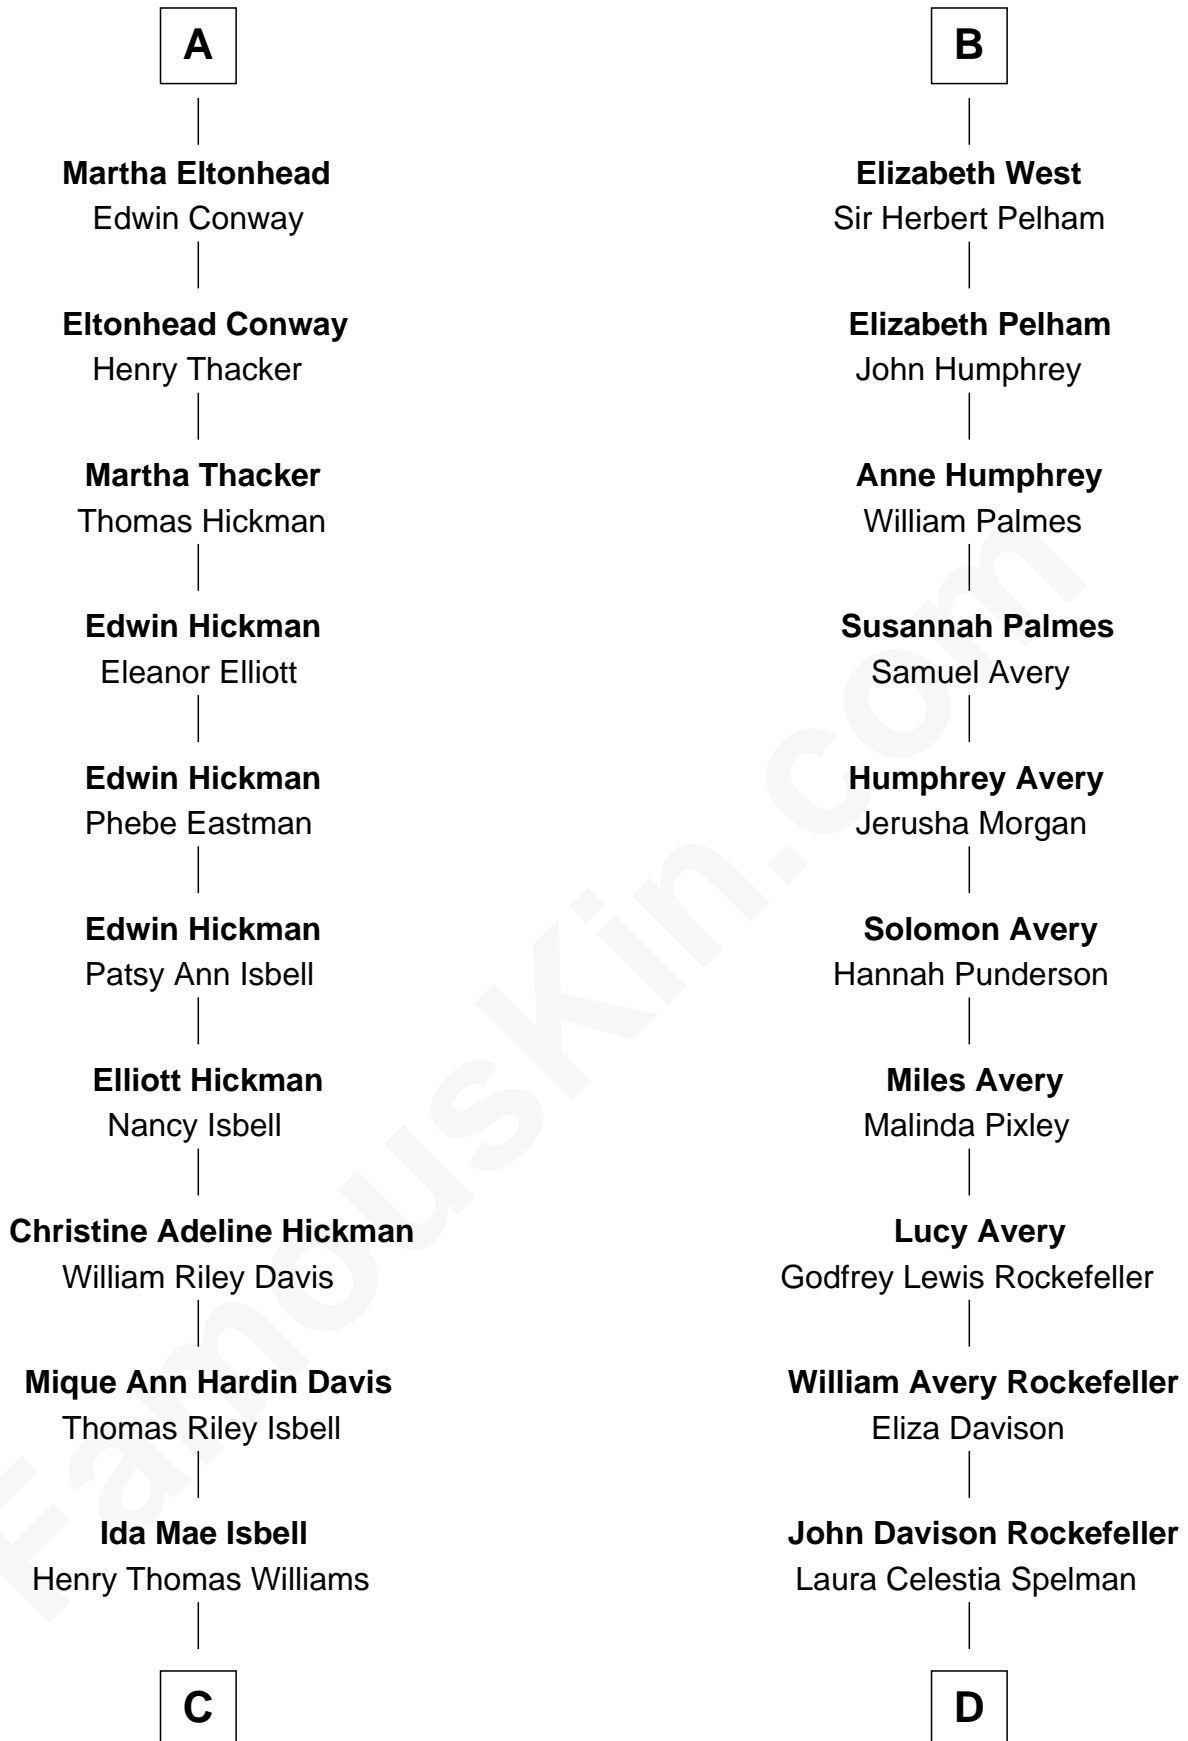 A
Martha Eltonhead
Edwin Conway
Eltonhead Conway
Henry Thacker
Martha Thacker
Thomas Hickman
Edwin Hickman
Eleanor Elliott
Edwin Hickman
Phebe Eastman
Edwin Hickman
Patsy Ann Isbell
Elliott Hickman
Nancy Isbell
Christine Adeline Hickman
William Riley Davis
Mique Ann Hardin Davis
Thomas Riley Isbell
Ida Mae Isbell
Henry Thomas Williams
C
B
Elizabeth West
Sir Herbert Pelham
Elizabeth Pelham
John Humphrey
Anne Humphrey
William Palmes
Susannah Palmes
Samuel Avery
Humphrey Avery
Jerusha Morgan
Solomon Avery
Hannah Punderson
Miles Avery
Malinda Pixley
Lucy Avery
Godfrey Lewis Rockefeller
William Avery Rockefeller
Eliza Davison
John Davison Rockefeller
Laura Celestia Spelman
D
FamousKin.com